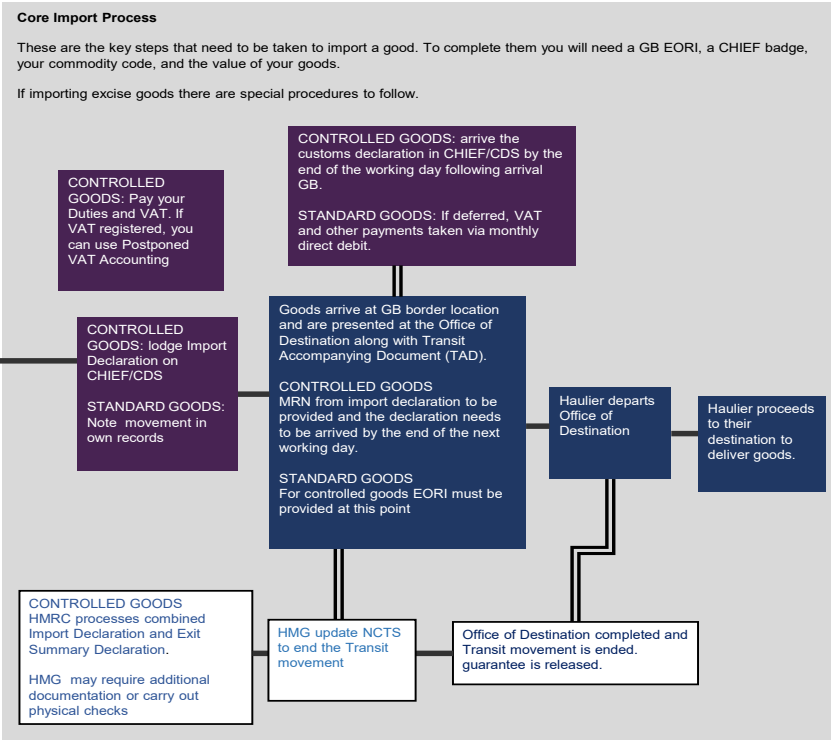 Core Import Process
These are the key steps that need to be taken to import a good. To complete them you will need a GB EORI, a CHIEF badge,
your commodity code, and the value of your goods.
If importing excise goods there are special procedures to follow.
CONTROLLED GOODS: arrive the
customs declaration in CHIEF/CDS by the
end of the working day following arrival
GB.
STANDARD GOODS: If deferred, VAT
and other payments taken via monthly
direct debit.
CONTROLLED
GOODS: Pay your
Duties and VAT. If
VAT registered, you
can use Postponed
VAT Accounting
CONTROLLED
GOODS: lodge Import
Declaration on
CHIEF/CDS
STANDARD GOODS:
Note movement in
own records
Goods arrive at GB border location
and are presented at the Office of
Destination along with Transit
Accompanying Document (TAD).
CONTROLLED GOODS
MRN from import declaration to be
provided and the declaration needs
to be arrived by the end of the next
working day.
STANDARD GOODS
For controlled goods EORI must be
provided at this point
Haulier departs
Office of
Destination
Haulier proceeds
to their
destination to
deliver goods.
CONTROLLED GOODS
HMRC processes combined
Import Declaration and Exit
Summary Declaration.
HMG may require additional
documentation or carry out
physical checks
HMG update NCTS
to end the Transit
movement
Office of Destination completed and
Transit movement is ended.
guarantee is released.